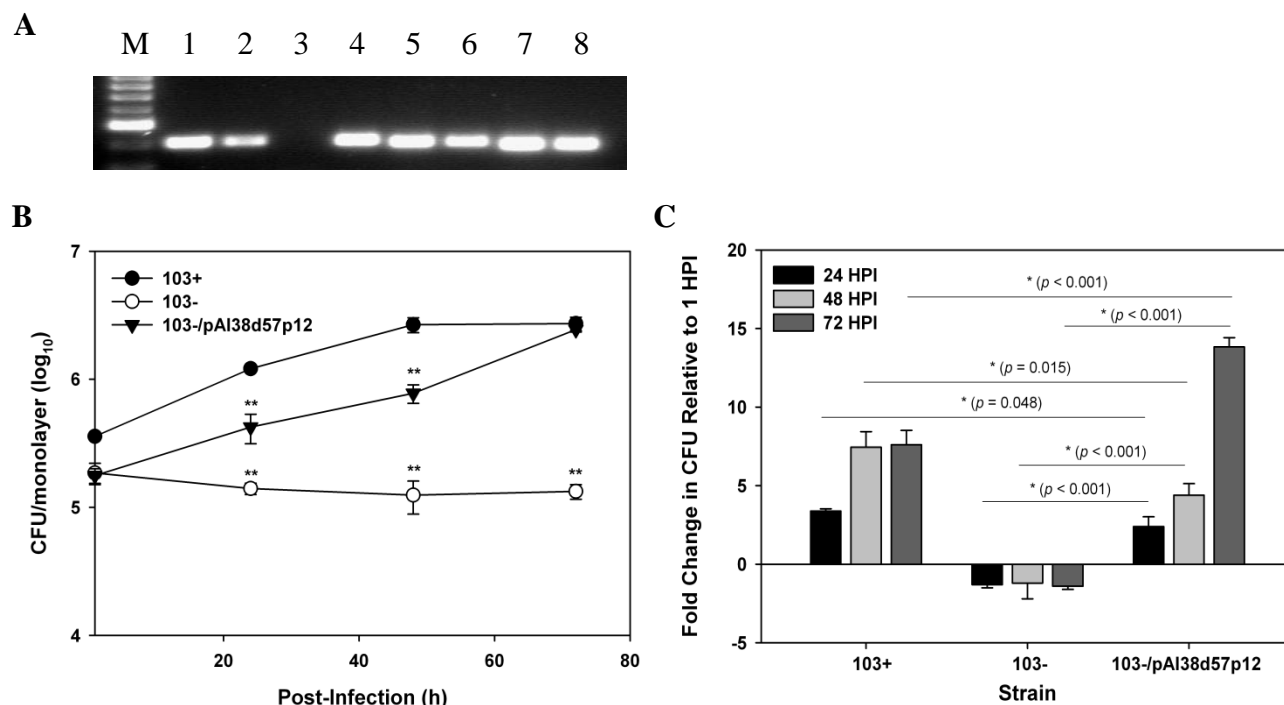 A
M 1 2 3 4 5 6 7 8
B
7
6
5
4
CFU/monolayer (log10)
103+
103-
103-/pAI38d57p12
**
**
**
**
**
20 40 60 80
Post-Infection (h)
C
20
15
10
5
0
-5
Fold Change in CFU Relative to 1 HPI
24 HPI
48 HPI
72 HPI
* (p < 0.001)
* (p < 0.001)
* (p = 0.015)
* (p = 0.048)
* (p < 0.001)
* (p < 0.001)
103+ 103- 103-/pAI38d57p12
Strain